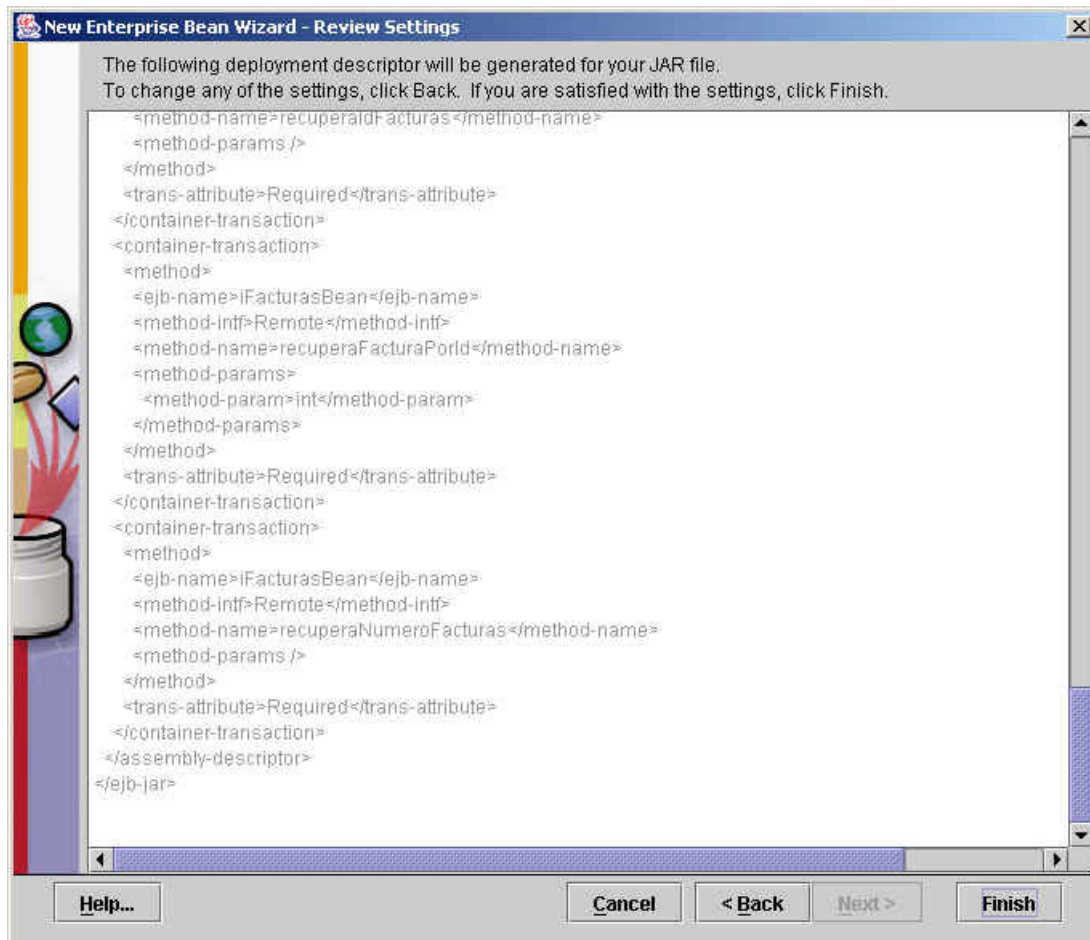 New Enterprise Bean Wizard - Review Settings
The following deployment descriptor will be generated for your JAR file.
To change any of the settings, click Back. If you are satisfied with the settings, click Finish.
<method-name>recuperaIdFacturas</method-name>
<method-params />
</method>
<trans-attribute>Required</trans-attribute>
</container-transaction>
<container-transaction>
<method>
<ejb-name>iFacturasBean</ejb-name>
<method-intf>Remote</method-intf>
<method-name>recuperaFacturaPorId</method-name>
<method-params>
<method-param>int</method-param>
</method-params>
</method>
<trans-attribute>Required</trans-attribute>
</container-transaction>
<container-transaction>
<method>
<ejb-name>iFacturasBean</ejb-name>
<method-intf>Remote</method-intf>
<method-name>recuperaNumeroFacturas</method-name>
<method-params />
</method>
<trans-attribute>Required</trans-attribute>
</container-transaction>
</assembly-descriptor>
</ejb-jar>
Help... Cancel < Back Next > Finish